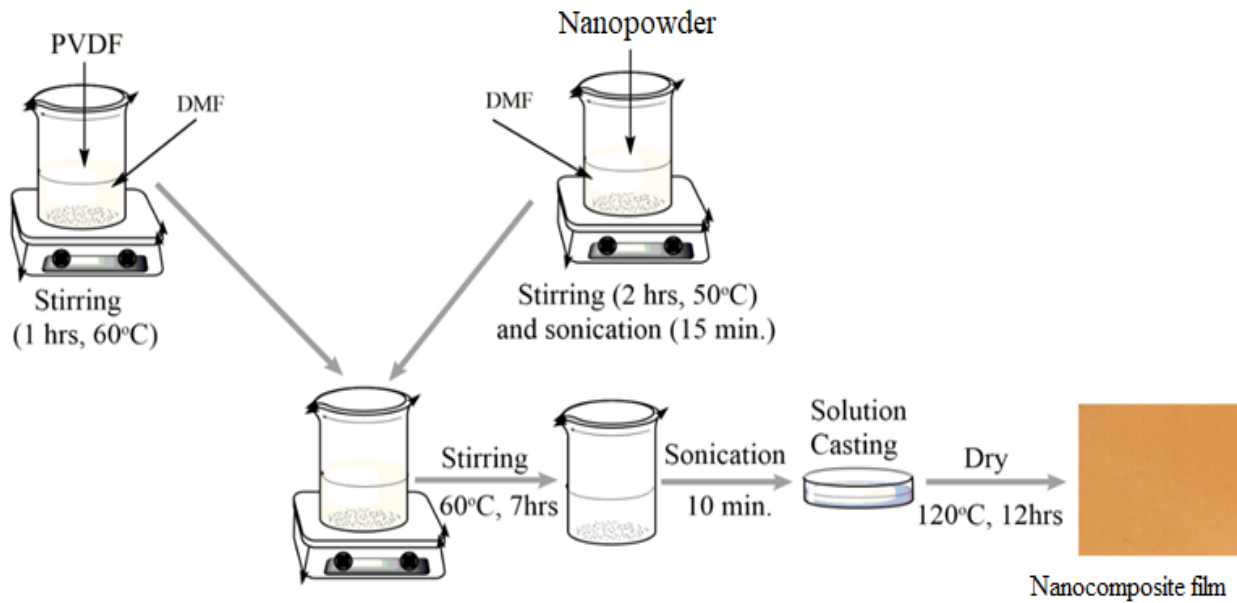 PVDF
DMF
Stirring
(1 hrs, 60°C)
Nanopowder
DMF
Stirring (2 hrs, 50°C)
and sonication (15 min.)
Stirring
60°C, 7hrs
Sonication
10 min.
Solution
Casting
Dry
120°C, 12hrs
Nanocomposite film